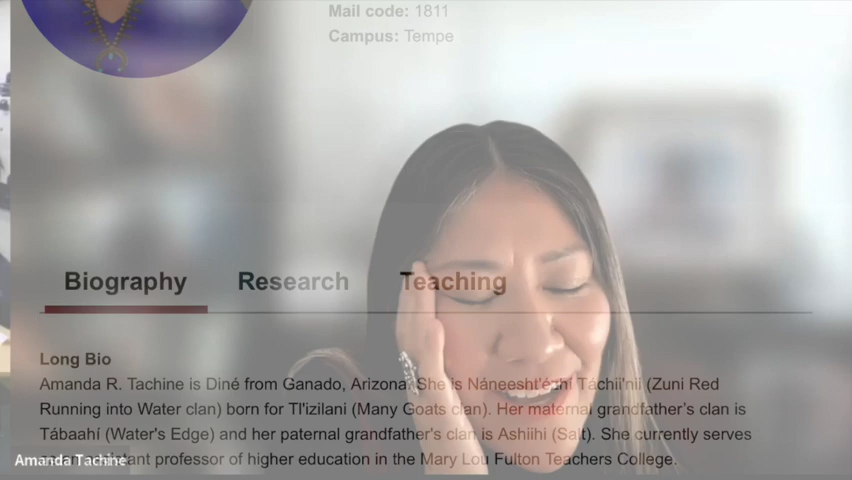 Mail code: 1811
Campus: Tempe
Biography Research Teaching
Long Bio
Amanda R. Tachine is Diné from Ganado, Arizona. She is Náneesht'ézhí Táchii'nii (Zuni Red
Running into Water clan) born for Tl'izilani (Many Goats clan). Her maternal grandfather's clan is
Tábaahí (Water's Edge) and her paternal grandfather's clan is Ashiihi (Salt). She currently serves
professor of higher education in the Mary Lou Fulton Teachers College.
Amanda Tachine